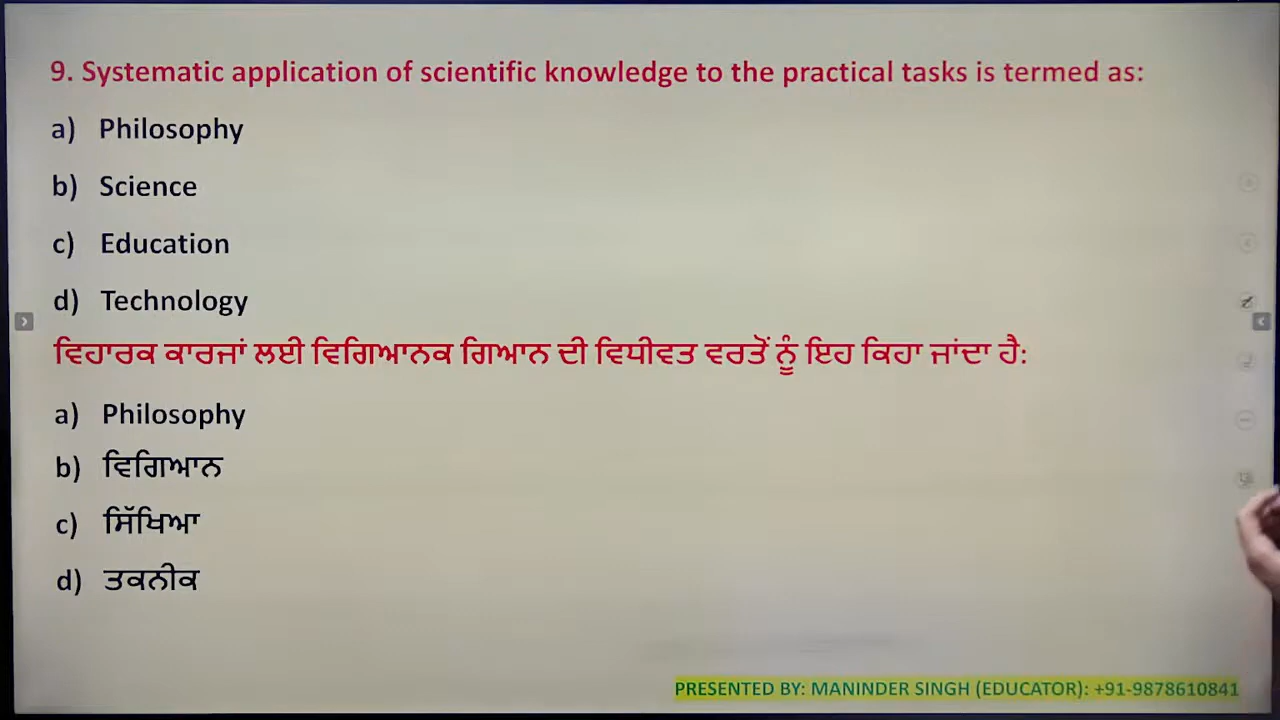 9. Systematic application of scientific knowledge to the practical tasks is termed as:
a) Philosophy
b) Science
c) Education
d) Technology
ਵਿਹਾਰਕ ਕਾਰਜਾਂ ਲਈ ਵਿਗਿਆਨਕ ਗਿਆਨ ਦੀ ਵਿਧੀਵਤ ਵਰਤੋਂ ਨੂੰ ਇਹ ਕਿਹਾ ਜਾਂਦਾ ਹੈ:
a) Philosophy
b) ਵਿਗਿਆਨ
c) ਸਿੱਖਿਆ
d) ਤਕਨੀਕ
PRESENTED BY: MANINDER SINGH (EDUCATOR): +91-9878610841